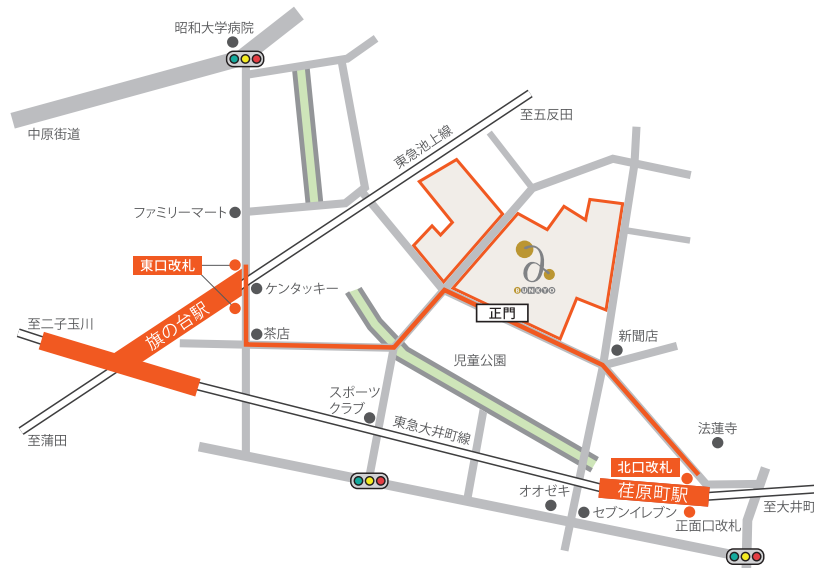 昭和大学病院
中原街道
東急池上線
至五反田
ファミリーマート
東口改札
ケンタッキー
BUNKYO
正門
旗の台駅
至二子玉川
茶店
新聞店
児童公園
スポーツ
クラブ
東急大井町線
至蒲田
法蓮寺
北口改札
オオゼキ
荏原町駅
セブンイレブン
至大井町
正面口改札